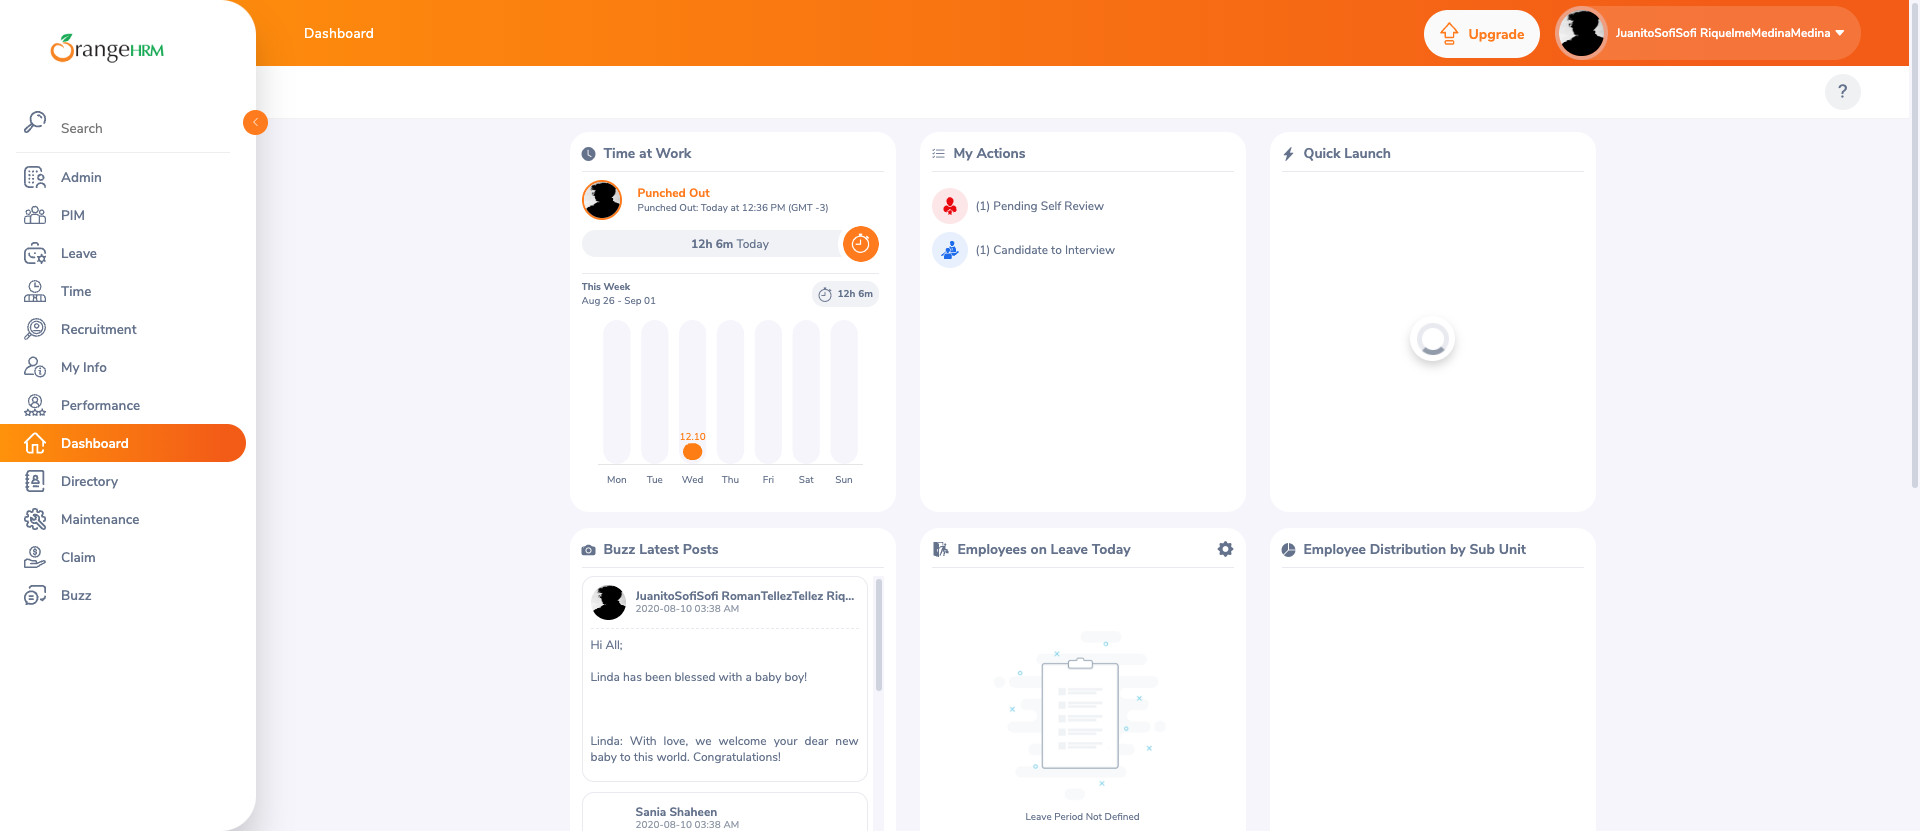 OrangeHRM
Search
Admin
PIM
Leave
Time
Recruitment
My Info
Performance
Dashboard
Directory
Maintenance
Claim
Buzz
Dashboard
Upgrade
JuanitoSofiSofi RiquelmeMedinaMedina
?
Time at Work
Punched Out
Punched Out: Today at 12:36 PM (GMT -3)
12h 6m Today
This Week
Aug 26 - Sep 01
12h 6m
12.10
Mon Tue Wed Thu Fri Sat Sun
My Actions
(1) Pending Self Review
(1) Candidate to Interview
Quick Launch
Buzz Latest Posts
JuanitoSofiSofi RomanTellezTellez Riq...
2020-08-10 03:38 AM
Hi All;
Linda has been blessed with a baby boy!
Linda: With love, we welcome your dear new
baby to this world. Congratulations!
Sania Shaheen
2020-08-10 03:38 AM
Employees on Leave Today
Leave Period Not Defined
Employee Distribution by Sub Unit